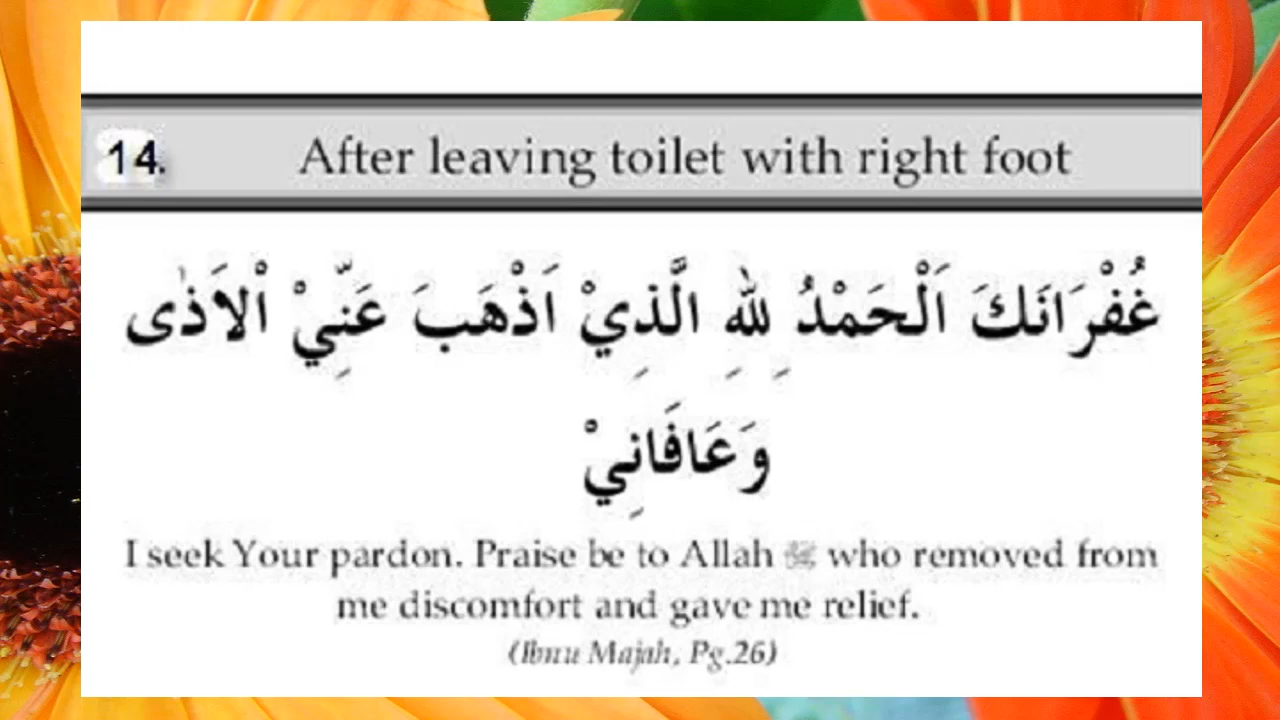 14. After leaving toilet with right foot
غُفْرَانَكَ اَلْحَمْدُ لِلّٰهِ الَّذِيْ اَذْهَبَ عَنِّيْ اْلاَذٰى
وَعَافَانِيْ
I seek Your pardon. Praise be to Allah who removed from
me discomfort and gave me relief.
(Ibnu Majah, Pg.26)